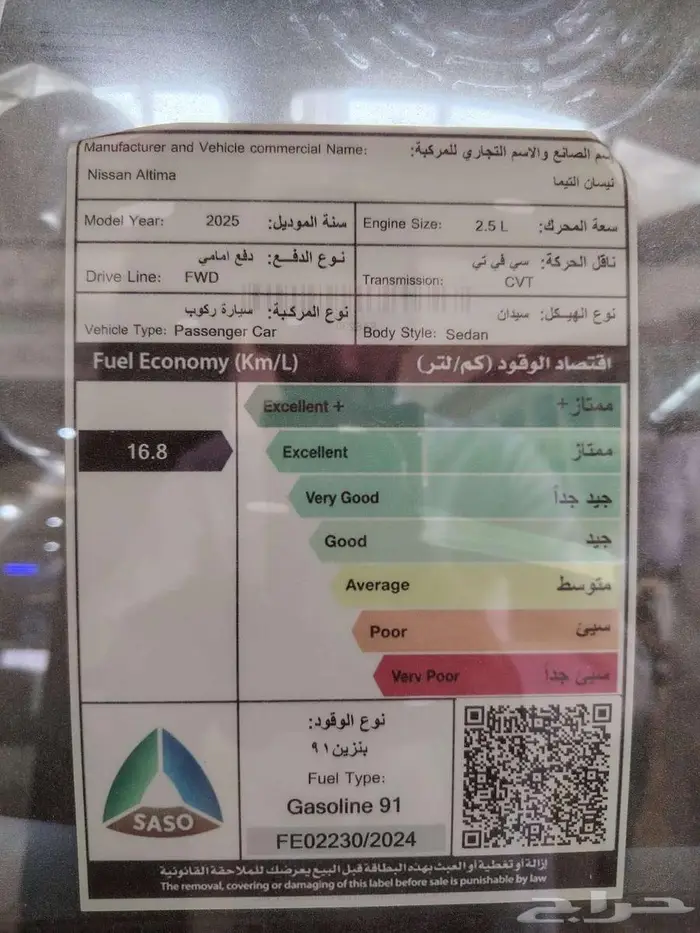 Manufacturer and Vehicle commercial Name: اسم الصانع والاسم التجاري للمركبة:
Nissan Altima نيسان التيما
Model Year: 2025 سنة الموديل: Engine Size: 2.5 L سعة المحرك:
نوع الدفع: دفع امامي
Drive Line: FWD
ناقل الحركة: سي في تي
Transmission: CVT
نوع المركبة: سيارة ركوب
Vehicle Type: Passenger Car
نوع الهيكل: سيدان
Body Style: Sedan
Fuel Economy (Km/L) اقتصاد الوقود (كم/لتر)
Excellent + ممتاز+
16.8 Excellent ممتاز
Very Good جيد جداً
Good جيد
Average متوسط
Poor سيئ
Very Poor سيئ جداً
SASO
نوع الوقود:
بنزين ٩١
Fuel Type:
Gasoline 91
FE02230/2024
إزالة أو تغطية أو العبث بهذه البطاقة قبل البيع يعرضك للملاحقة القانونية
The removal, covering or damaging of this label before sale is punishable by law
حراج